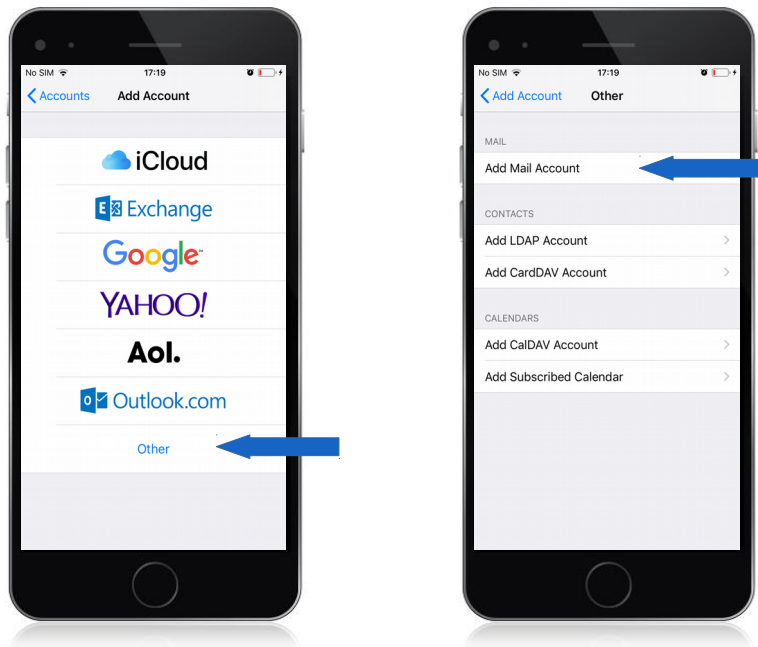 No SIM 17:19
Accounts Add Account
iCloud
E Exchange
Google™
YAHOO!
Aol.
o Outlook.com
Other
No SIM 17:19
Add Account Other
MAIL
Add Mail Account
CONTACTS
Add LDAP Account
Add CardDAV Account
CALENDARS
Add CalDAV Account
Add Subscribed Calendar